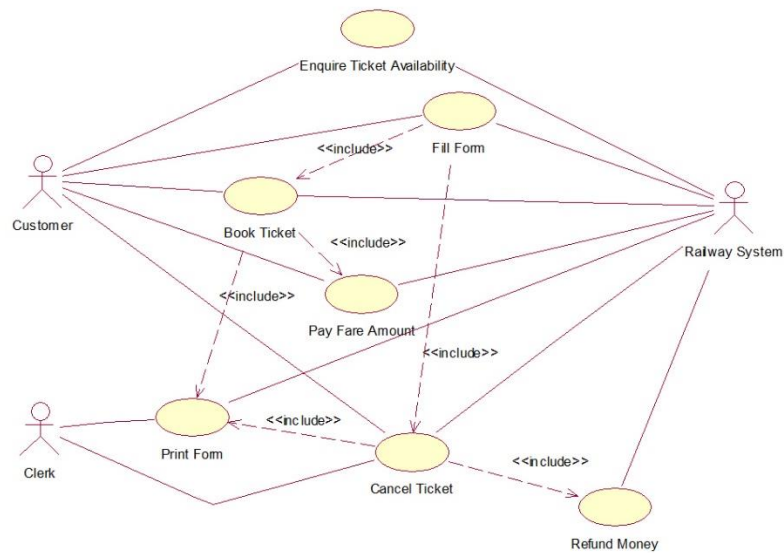 Enquire Ticket Availability
<<include>>
Fill Form
Customer
Book Ticket
<<include>>
Railway System
<<include>>
Pay Fare Amount
<<include>>
<<include>>
Clerk
Print Form
<<include>>
Cancel Ticket
Refund Money